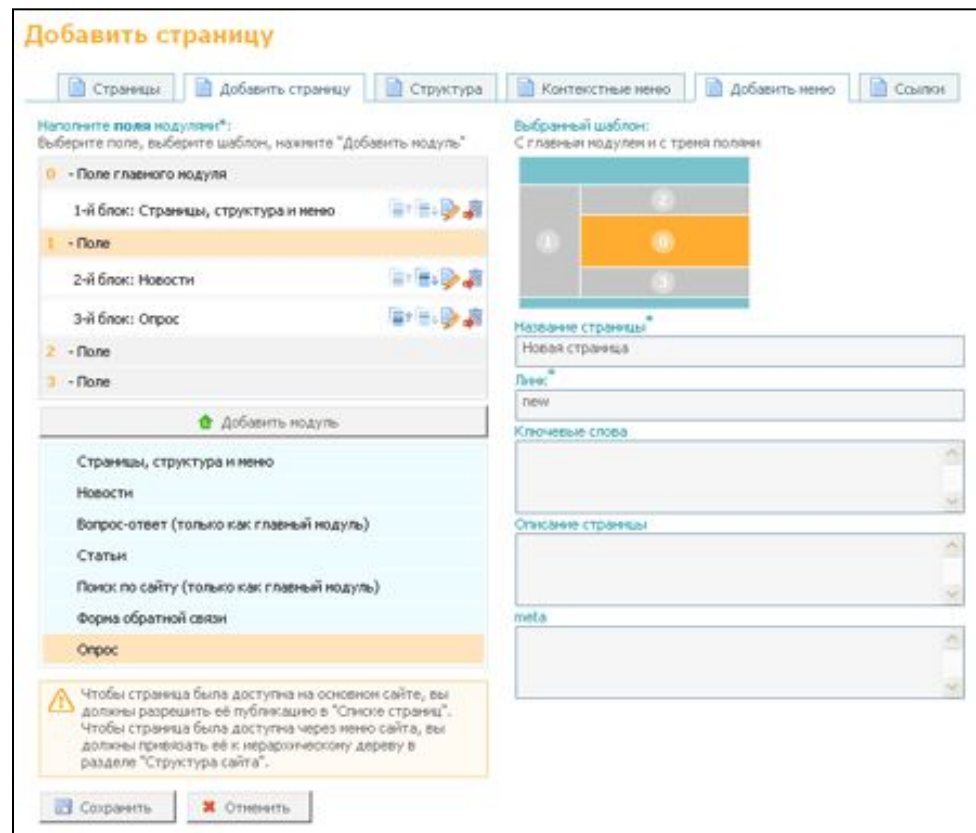 Добавить страницу
Страницы
Добавить страницу
Структура
Контекстные меню
Добавить меню
Ссылки
Наполните поля модулями*:
Выберите поле, выберите шаблон, нажмите "Добавить модуль"
0 - Поле главного модуля
1-й блок: Страницы, структура и меню
1 - Поле
2-й блок: Новости
3-й блок: Опрос
2 - Поле
3 - Поле
Добавить модуль
Страницы, структура и меню
Новости
Вопрос-ответ (только как главный модуль)
Статьи
Поиск по сайту (только как главный модуль)
Форма обратной связи
Опрос
Чтобы страница была доступна на основном сайте, вы
должны разрешить её публикацию в "Списке страниц".
Чтобы страница была доступна через меню сайта, вы
должны привязать её к иерархическому дереву в
разделе "Структура сайта".
Сохранить
Отменить
Выбранный шаблон:
С главным модулем и с тремя полями
2
1
0
3
Название страницы*
Новая страница
Линк*
new
Ключевые слова
Описание страницы
meta